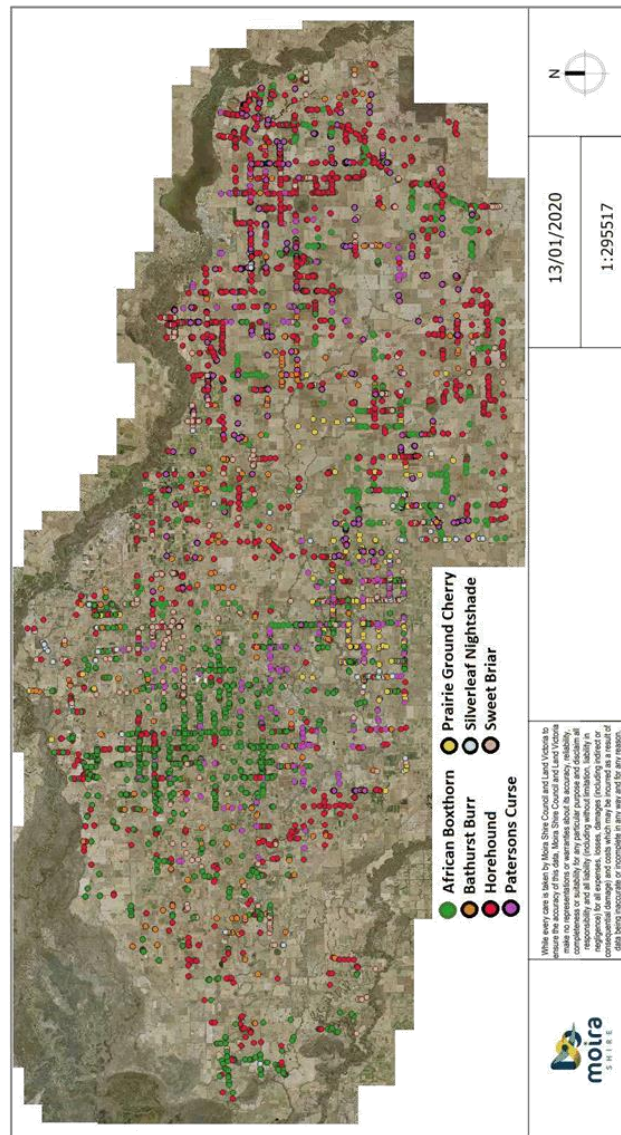 African Boxthorn
Bathurst Burr
Horehound
Patersons Curse
Prairie Ground Cherry
Silverleaf Nightshade
Sweet Briar
moira
SHIRE
While every care is taken by Moira Shire Council and Land Victoria to
ensure the accuracy of this data, Moira Shire Council and Land Victoria
make no representations or warranties about its accuracy, reliability,
completeness or suitability for any particular purpose and disclaim all
responsibility and all liability (including without limitation, liability in
negligence) for all expenses, losses, damages (including indirect or
consequential damage) and costs which may be incurred as a result of
data being inaccurate or incomplete in any way and for any reason.
13/01/2020
1:295517
N